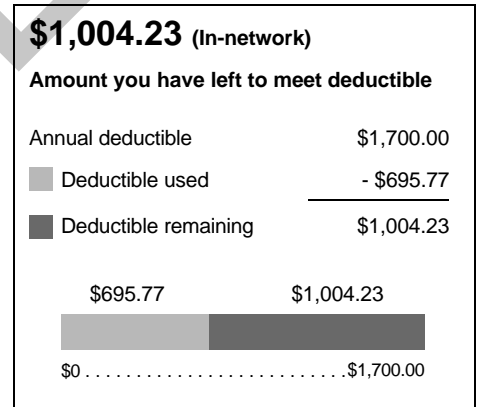 $1,004.23 (In-network)
Amount you have left to meet deductible
Annual deductible $1,700.00
Deductible used - $695.77
Deductible remaining $1,004.23
$695.77 $1,004.23
$0 . . . . . . . . . . . . . . . . . . . . . . . . . . $1,700.00